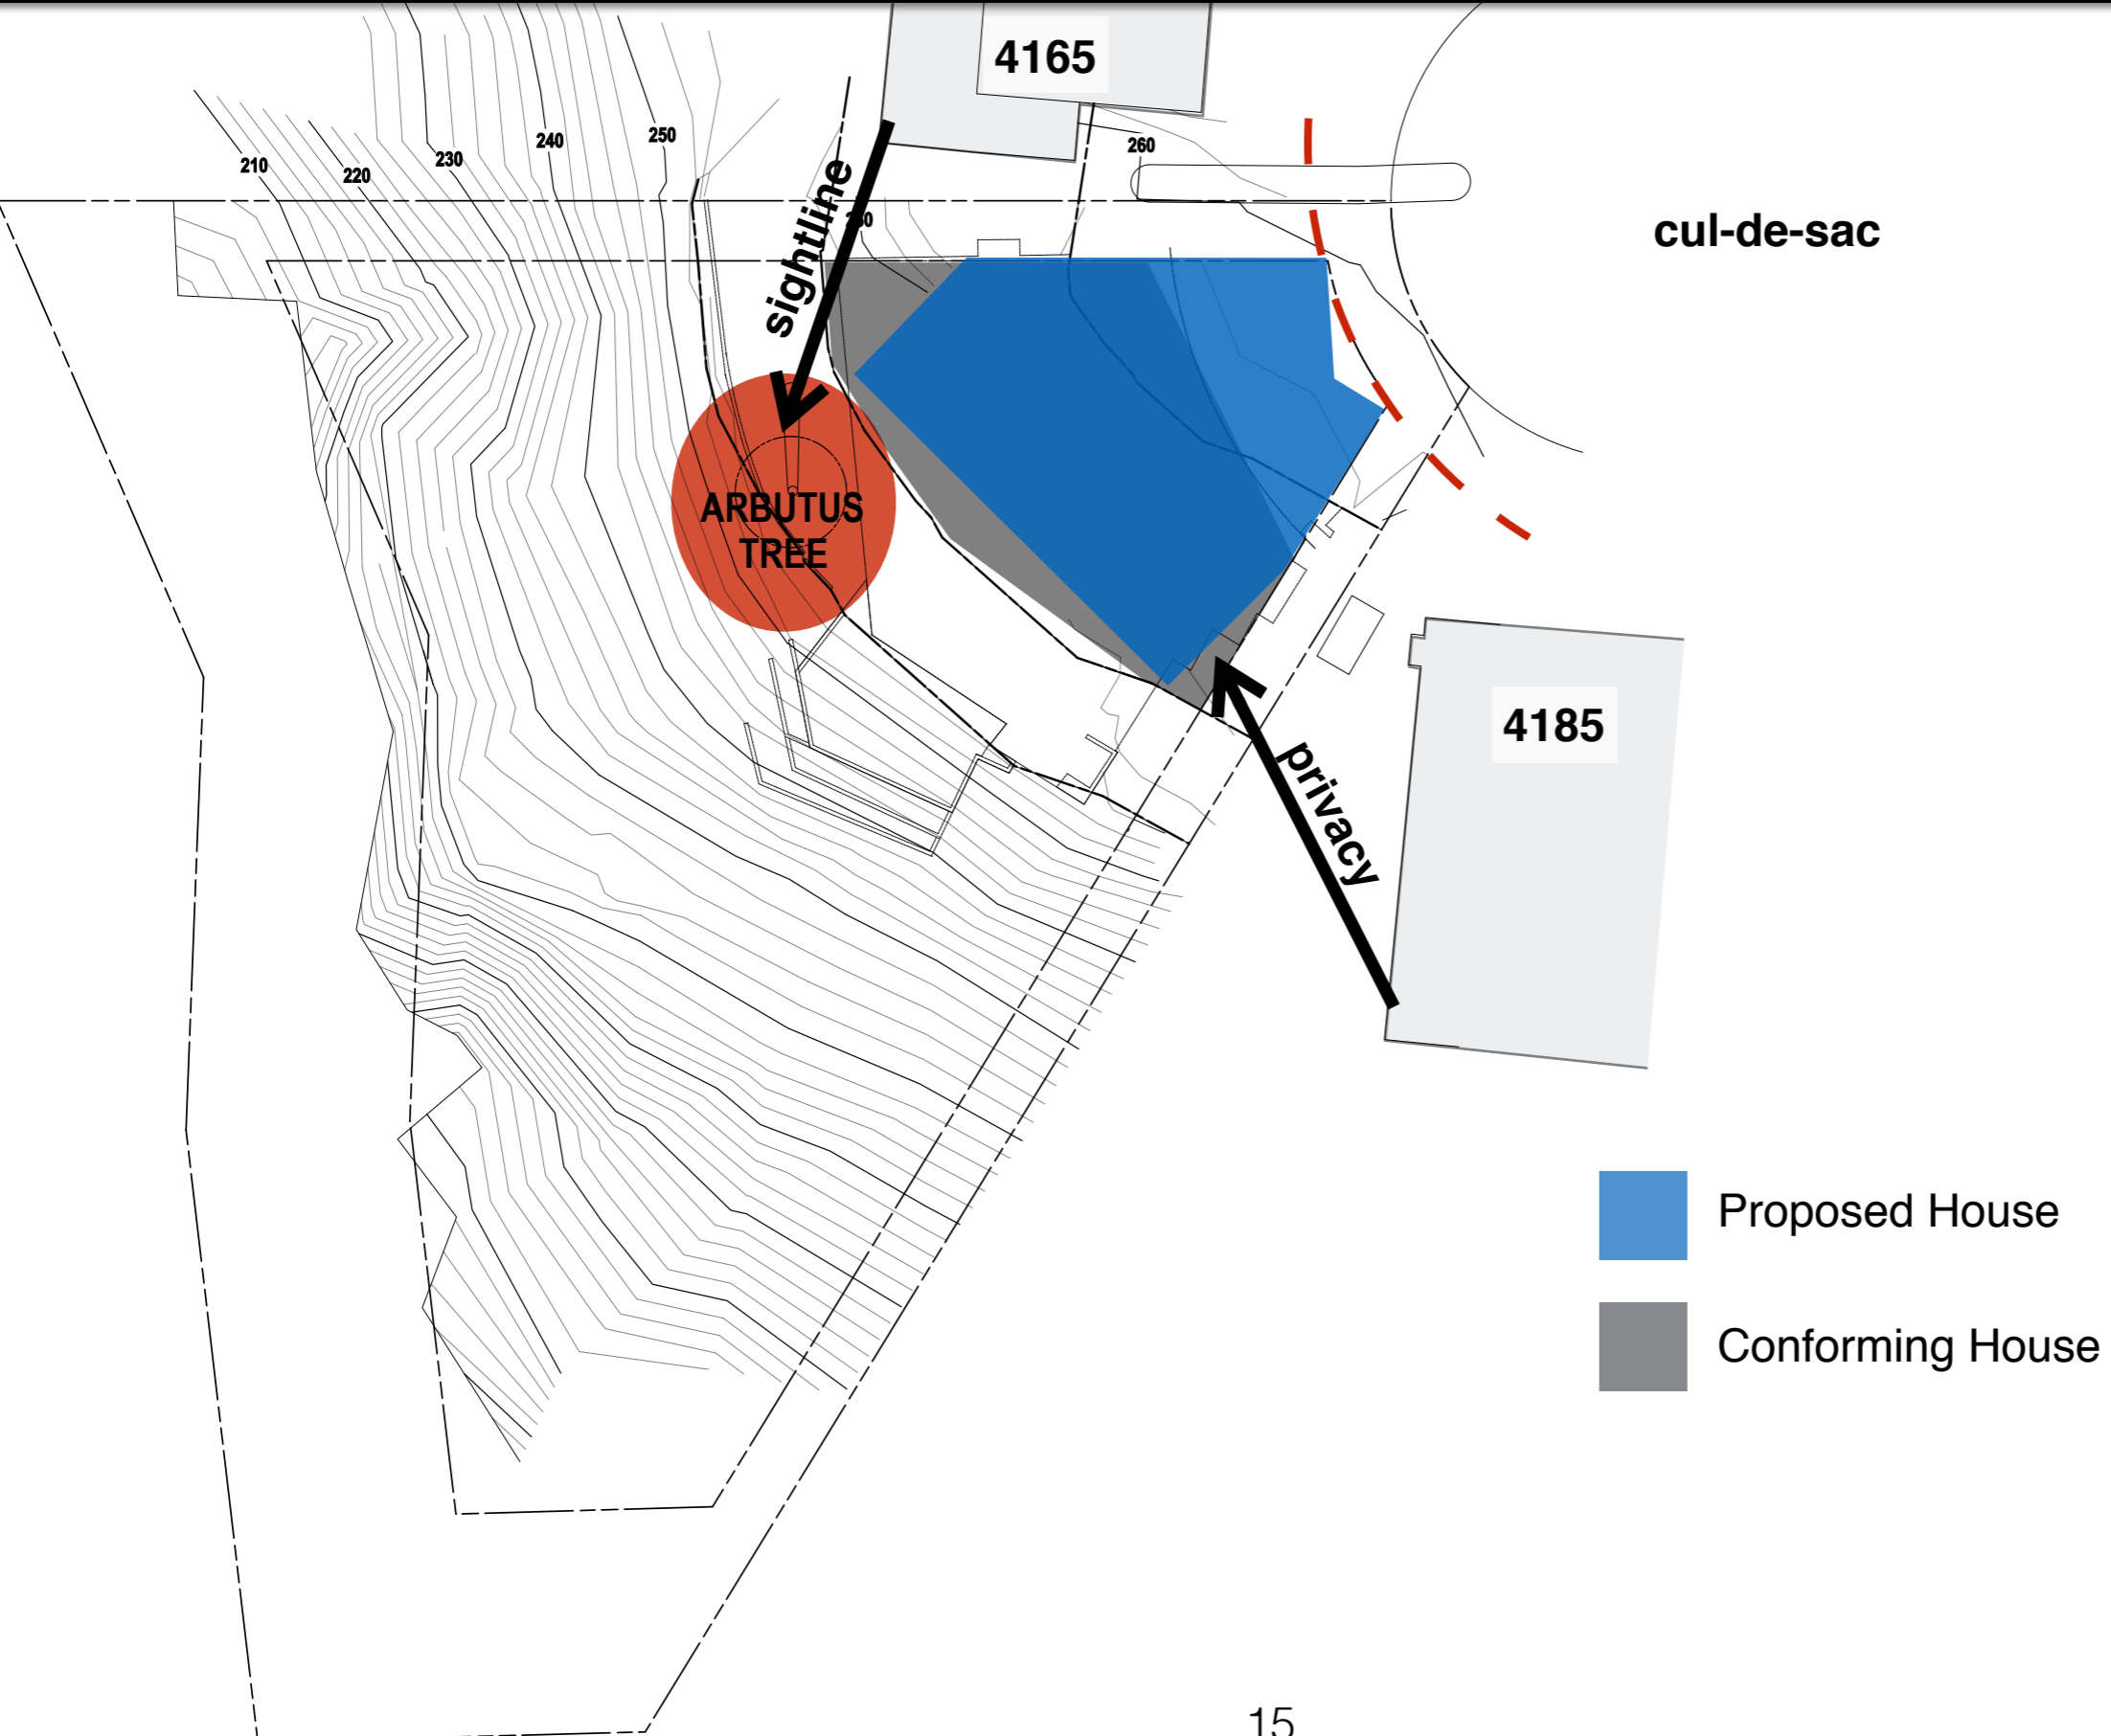 4165
210
220
230
240
250
260
sightline
cul-de-sac
ARBUTUS
TREE
4185
privacy
Proposed House
Conforming House
15